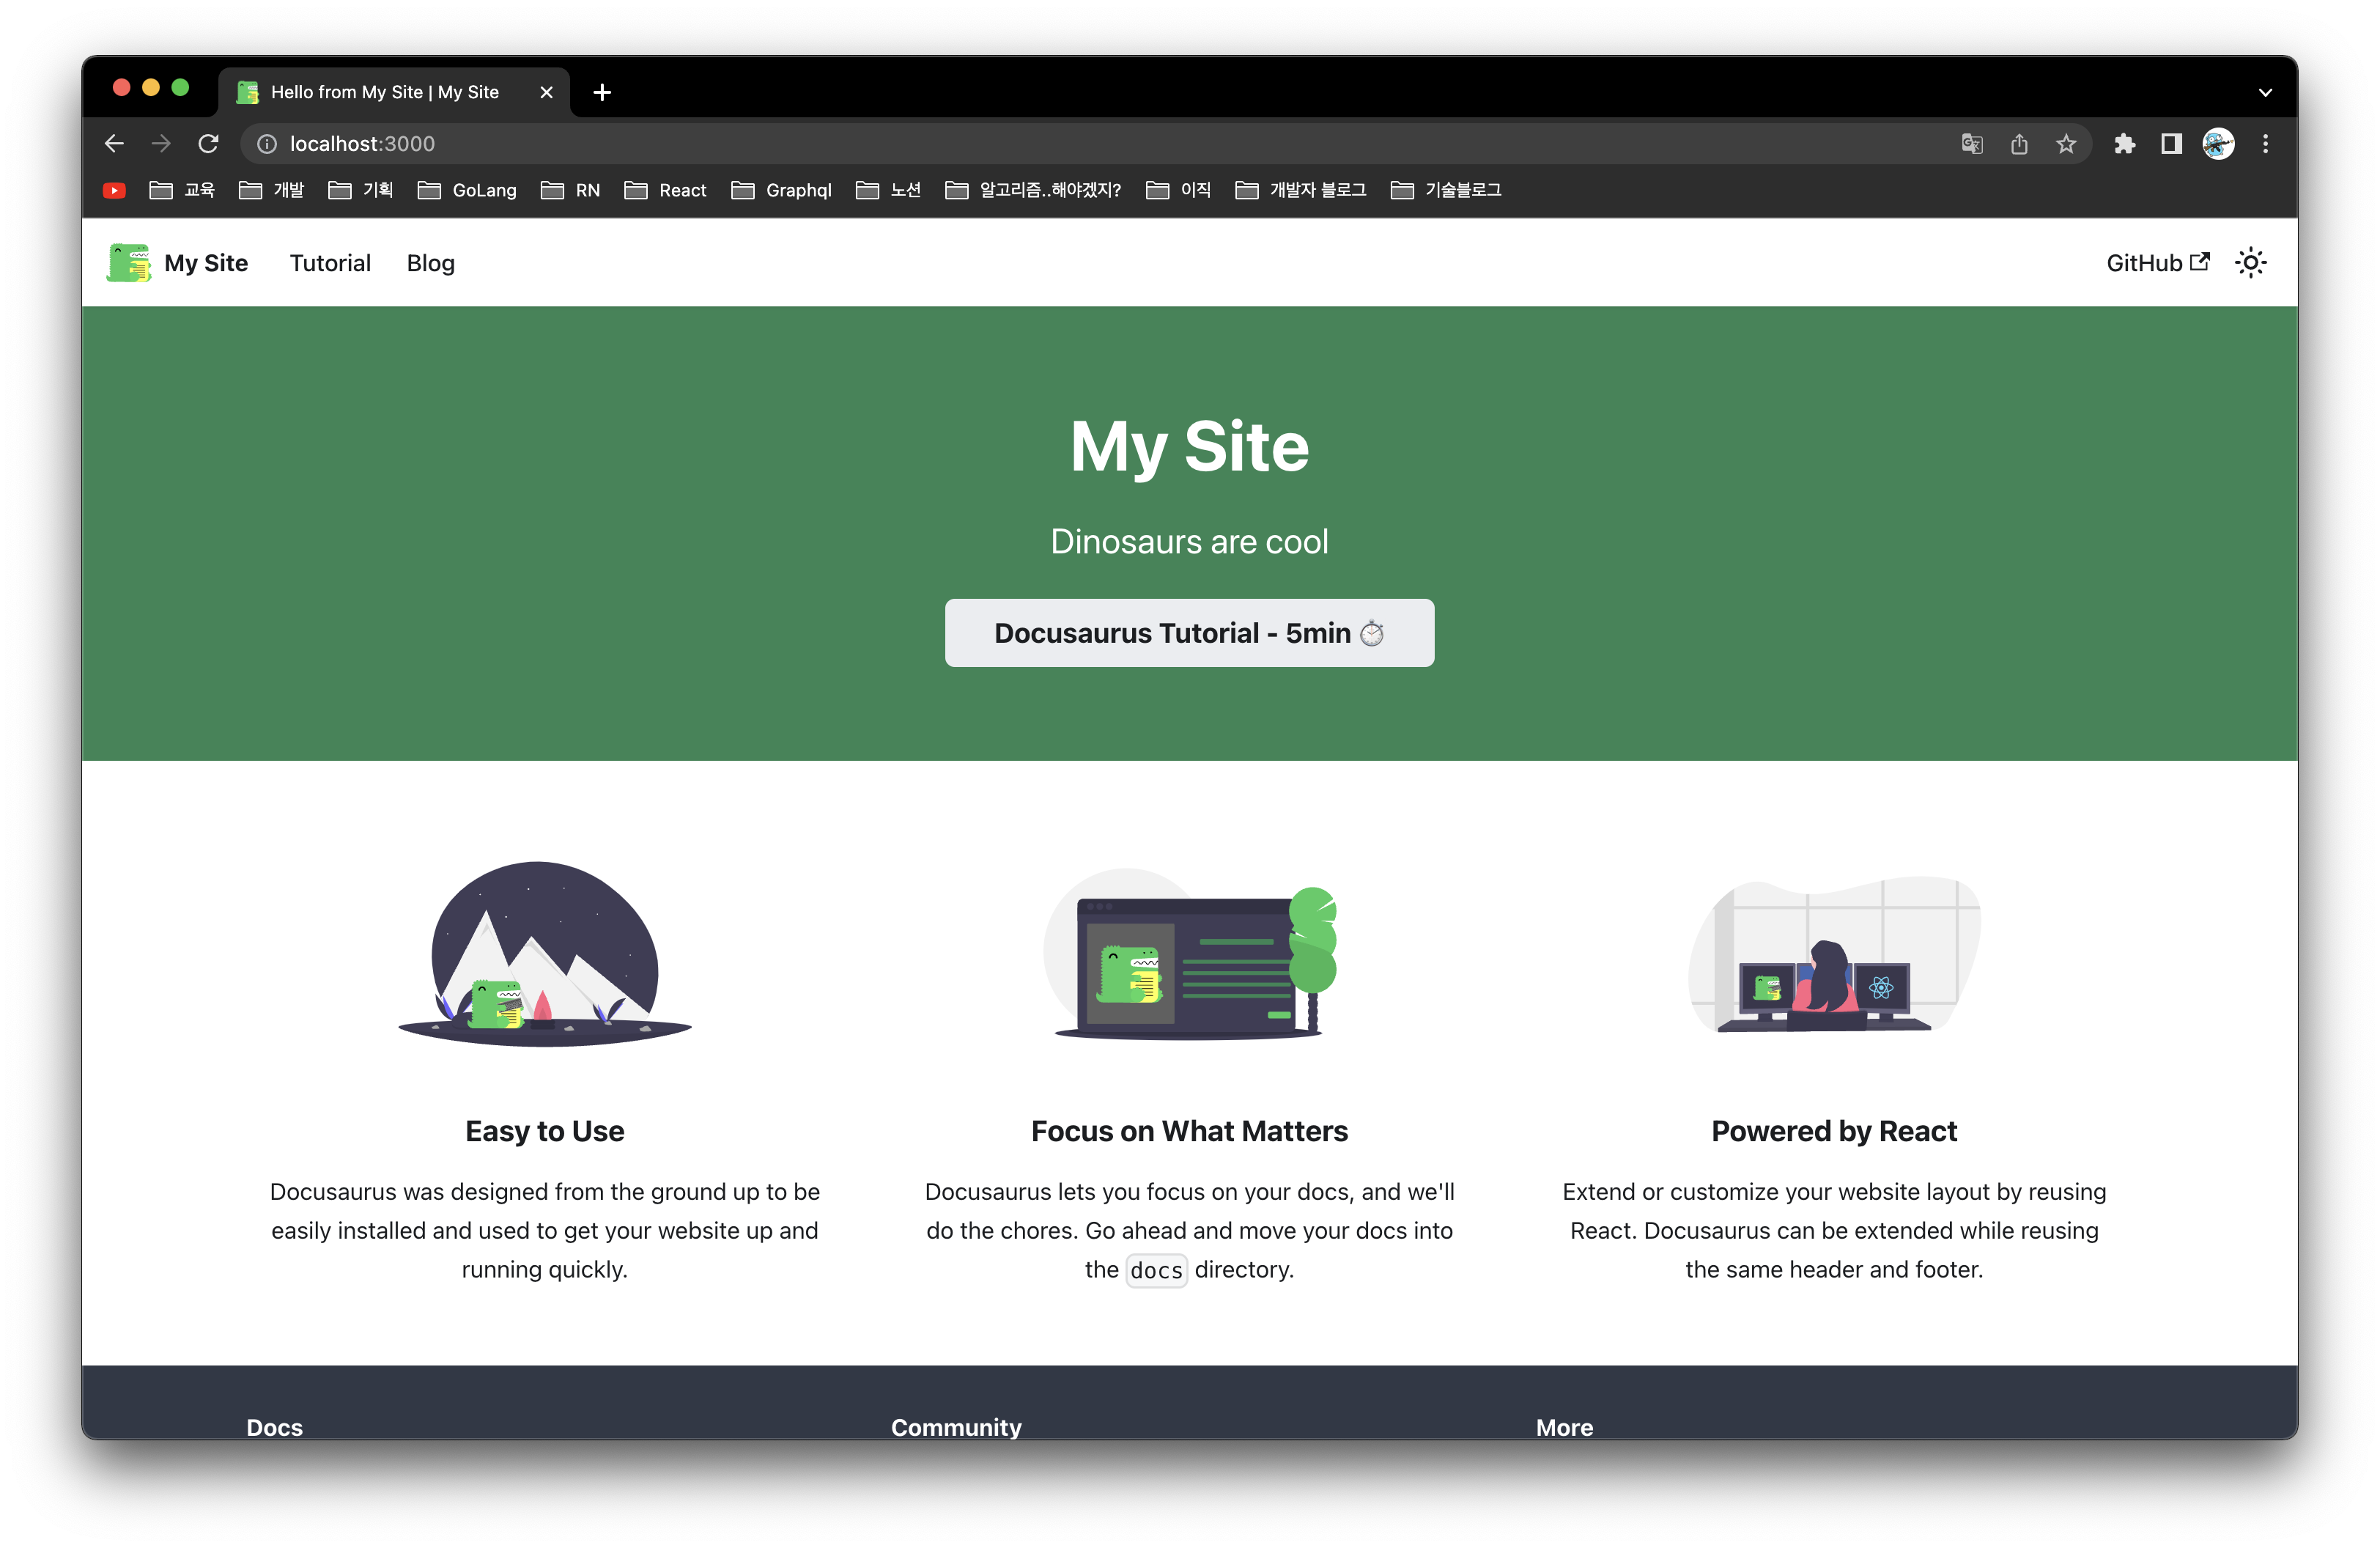 Hello from My Site | My Site
localhost:3000
교육 개발 기획 GoLang RN React Graphql 노션 알고리즘..해야겠지? 이직 개발자 블로그 기술블로그
My Site Tutorial Blog GitHub
My Site
Dinosaurs are cool
Docusaurus Tutorial - 5min ⏱️
Easy to Use
Docusaurus was designed from the ground up to be
easily installed and used to get your website up and
running quickly.
Focus on What Matters
Docusaurus lets you focus on your docs, and we'll
do the chores. Go ahead and move your docs into
the docs directory.
Powered by React
Extend or customize your website layout by reusing
React. Docusaurus can be extended while reusing
the same header and footer.
Docs Community More